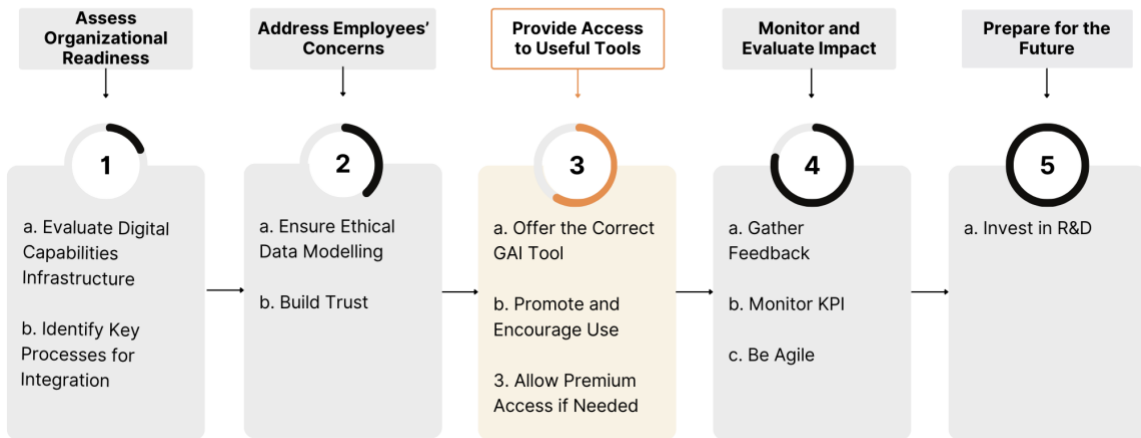 Assess
Organizational
Readiness
Address Employees'
Concerns
Provide Access
to Useful Tools
Monitor and
Evaluate Impact
Prepare for the
Future
1
2
3
4
5
a. Evaluate Digital
Capabilities
Infrastructure
b. Identify Key
Processes for
Integration
a. Ensure Ethical
Data Modelling
b. Build Trust
a. Offer the Correct
GAI Tool
b. Promote and
Encourage Use
3. Allow Premium
Access if Needed
a. Gather
Feedback
b. Monitor KPI
c. Be Agile
a. Invest in R&D